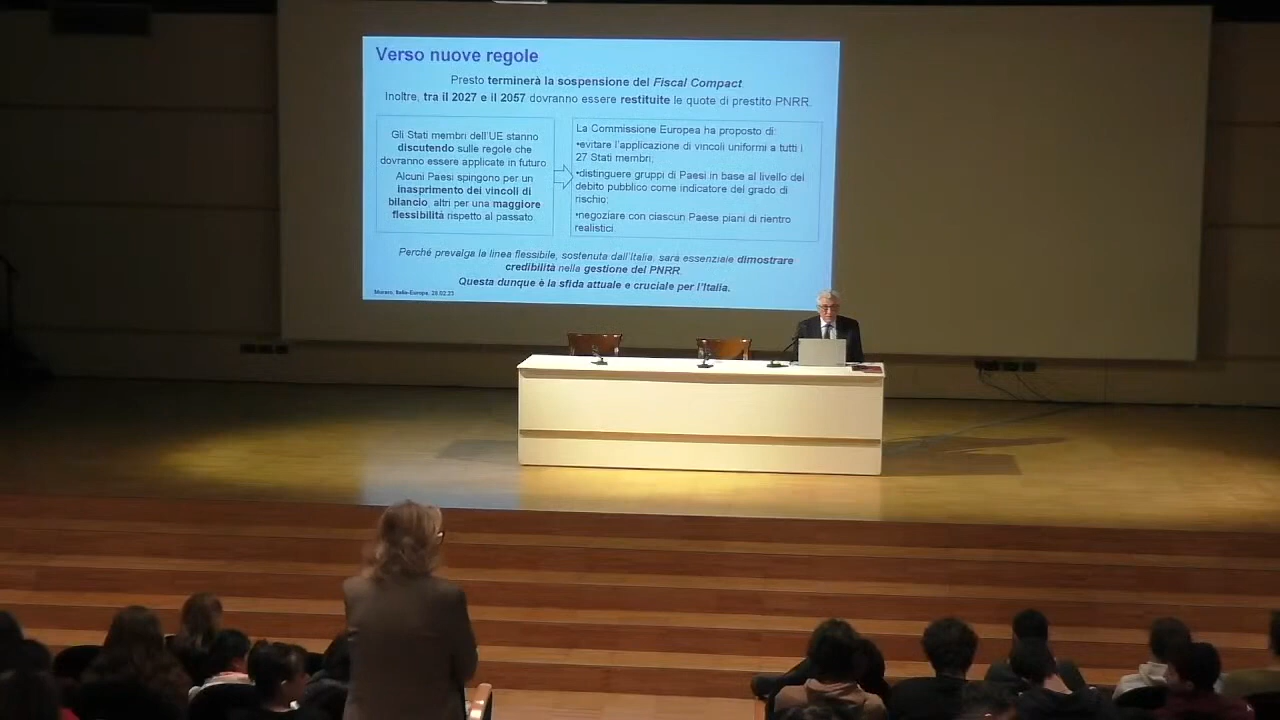 Verso nuove regole
Presto terminerà la sospensione del Fiscal Compact
Inoltre, tra il 2027 e il 2057 dovranno essere restituite le quote di prestito PNRR.
Gli Stati membri dell'UE stanno
discutendo sulle regole che
dovranno essere applicate in futuro
Alcuni Paesi spingono per un
inasprimento dei vincoli di
bilancio, altri per una maggiore
flessibilità rispetto al passato
La Commissione Europea ha proposto di:
•evitare l'applicazione di vincoli uniformi a tutti i
27 Stati membri;
•distinguere gruppi di Paesi in base al livello del
debito pubblico come indicatore del grado di
rischio;
•negoziare con ciascun Paese piani di rientro
realistici
Perché prevalga la linea flessibile, sostenuta dall'Italia, sarà essenziale dimostrare
credibilità nella gestione del PNRR.
Questa dunque è la sfida attuale e cruciale per l'Italia.
Muraro, Italia-Europa, 28.02.23